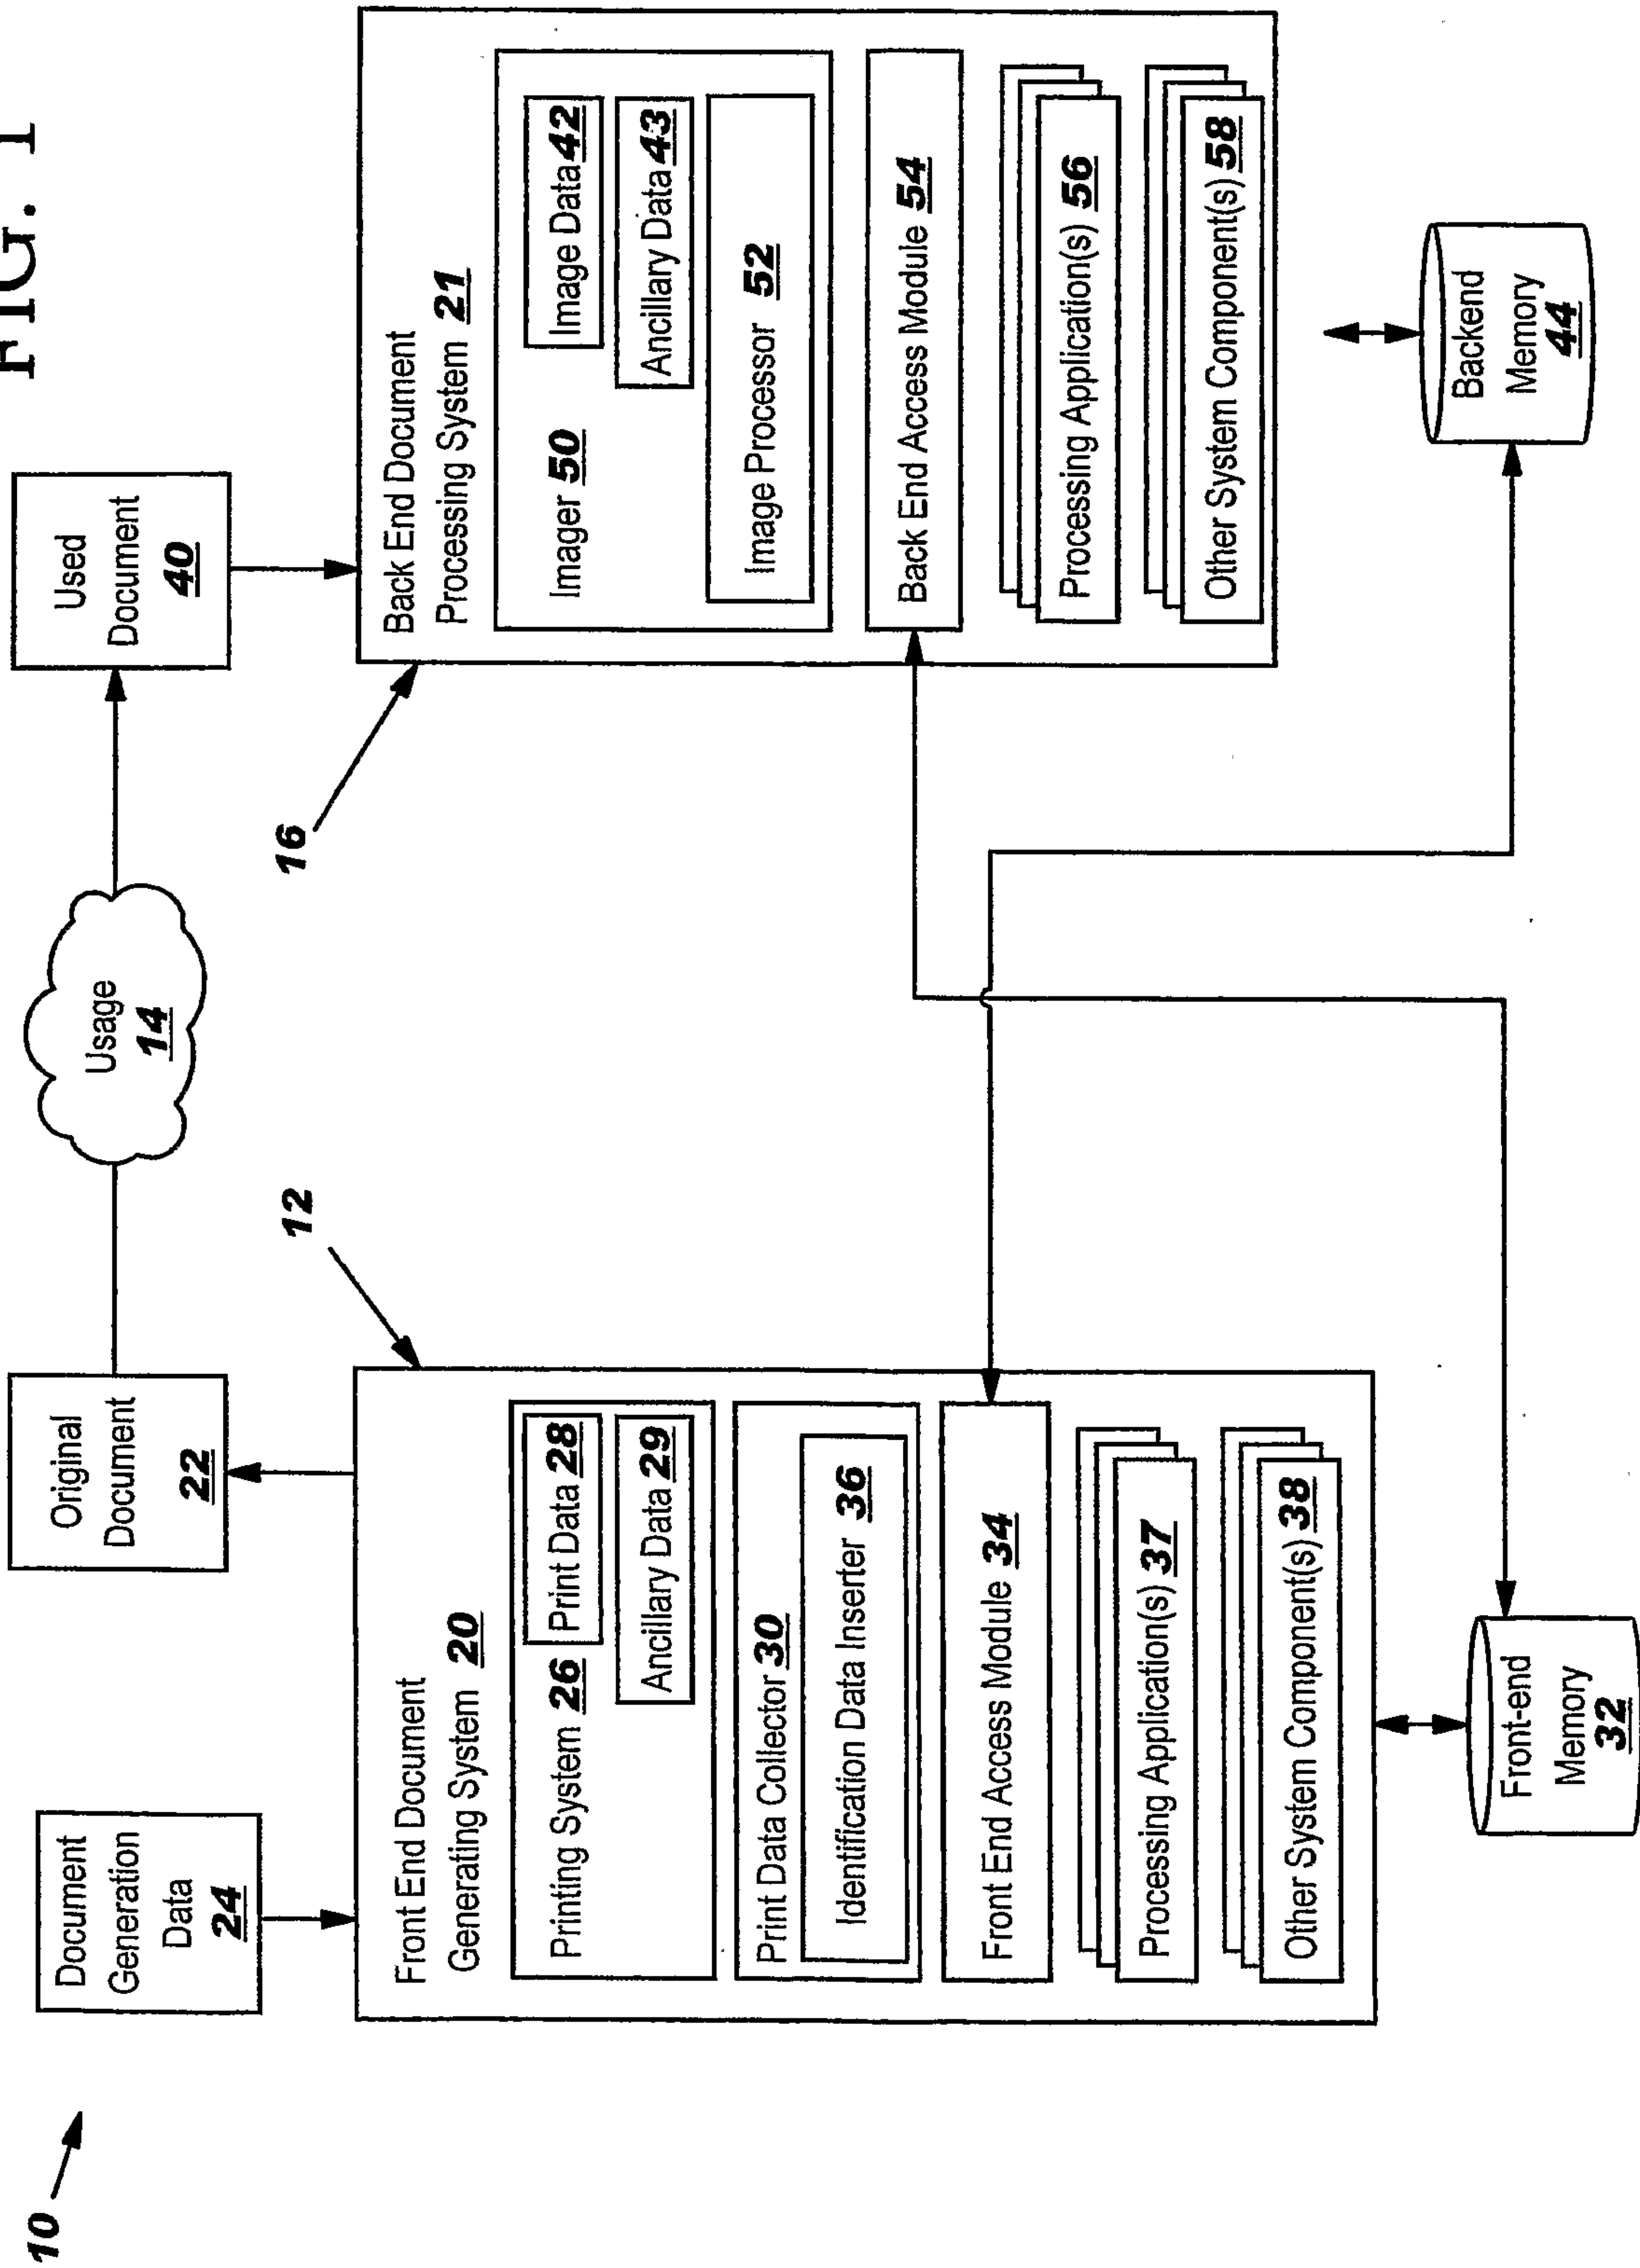 FIG. 1
10
Document
Generation
Data
24
Original
Document
22
Usage
14
Used
Document
40
12
Front End Document
Generating System 20
Printing System 26
Print Data 28
Ancillary Data 29
Print Data Collector 30
Identification Data Inserter 36
Front End Access Module 34
Processing Application(s) 37
Other System Component(s) 38
Front-end
Memory
32
16
Back End Document
Processing System 21
Imager 50
Image Data 42
Ancillary Data 43
Image Processor 52
Back End Access Module 54
Processing Application(s) 56
Other System Component(s) 58
Backend
Memory
44